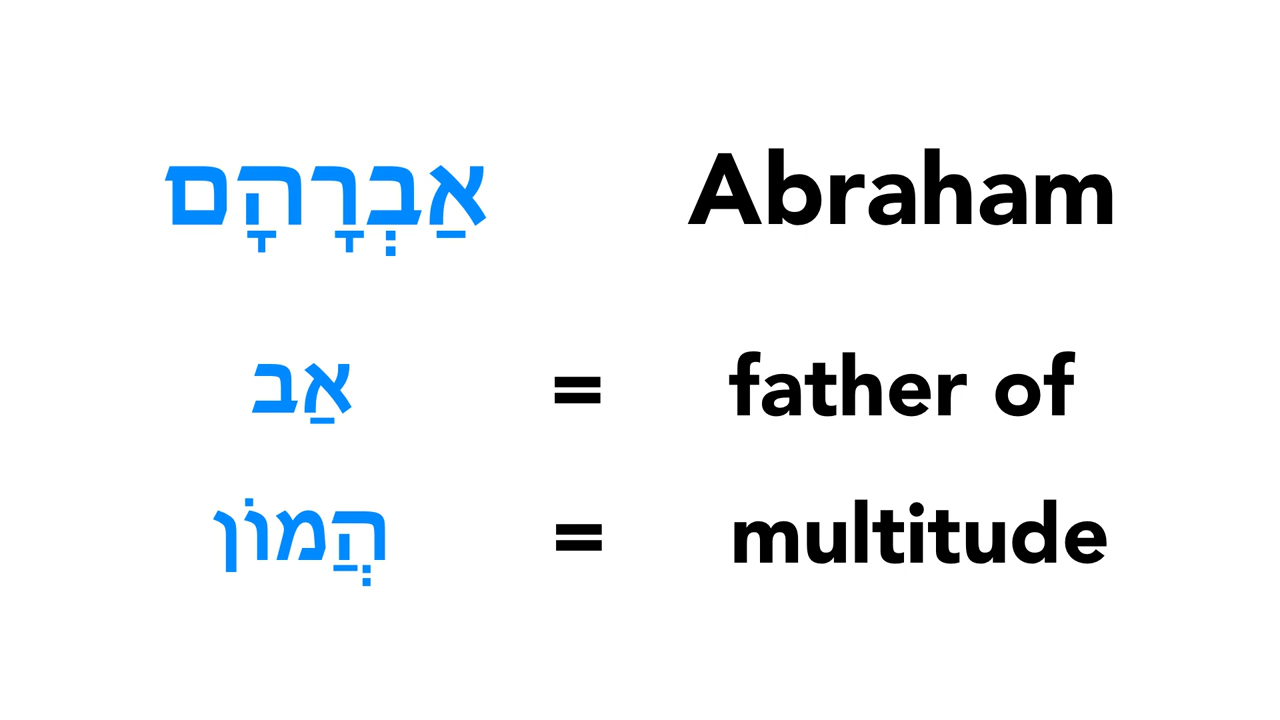 אַבְרָהָם Abraham
אַב = father of
הֲמוֹן = multitude